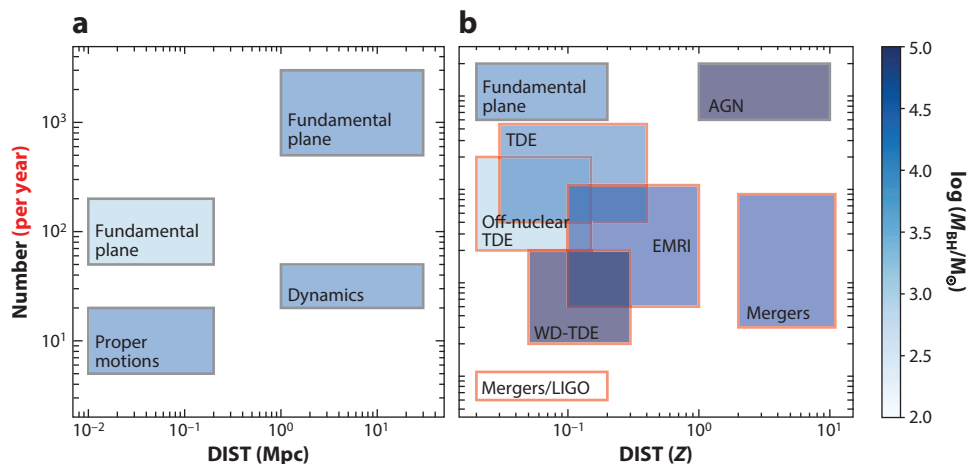 a
b
Number (per year)
10³
10²
10¹
Fundamental
plane
Fundamental
plane
Dynamics
Proper
motions
10⁻²
10⁻¹
10⁰
10¹
DIST (Mpc)
Fundamental
plane
AGN
TDE
Off-nuclear
TDE
EMRI
WD-TDE
Mergers
Mergers/LIGO
10⁻¹
10⁰
10¹
DIST (Z)
5.0
4.5
4.0
3.5
3.0
2.5
2.0
log (M_BH/M_⊙)